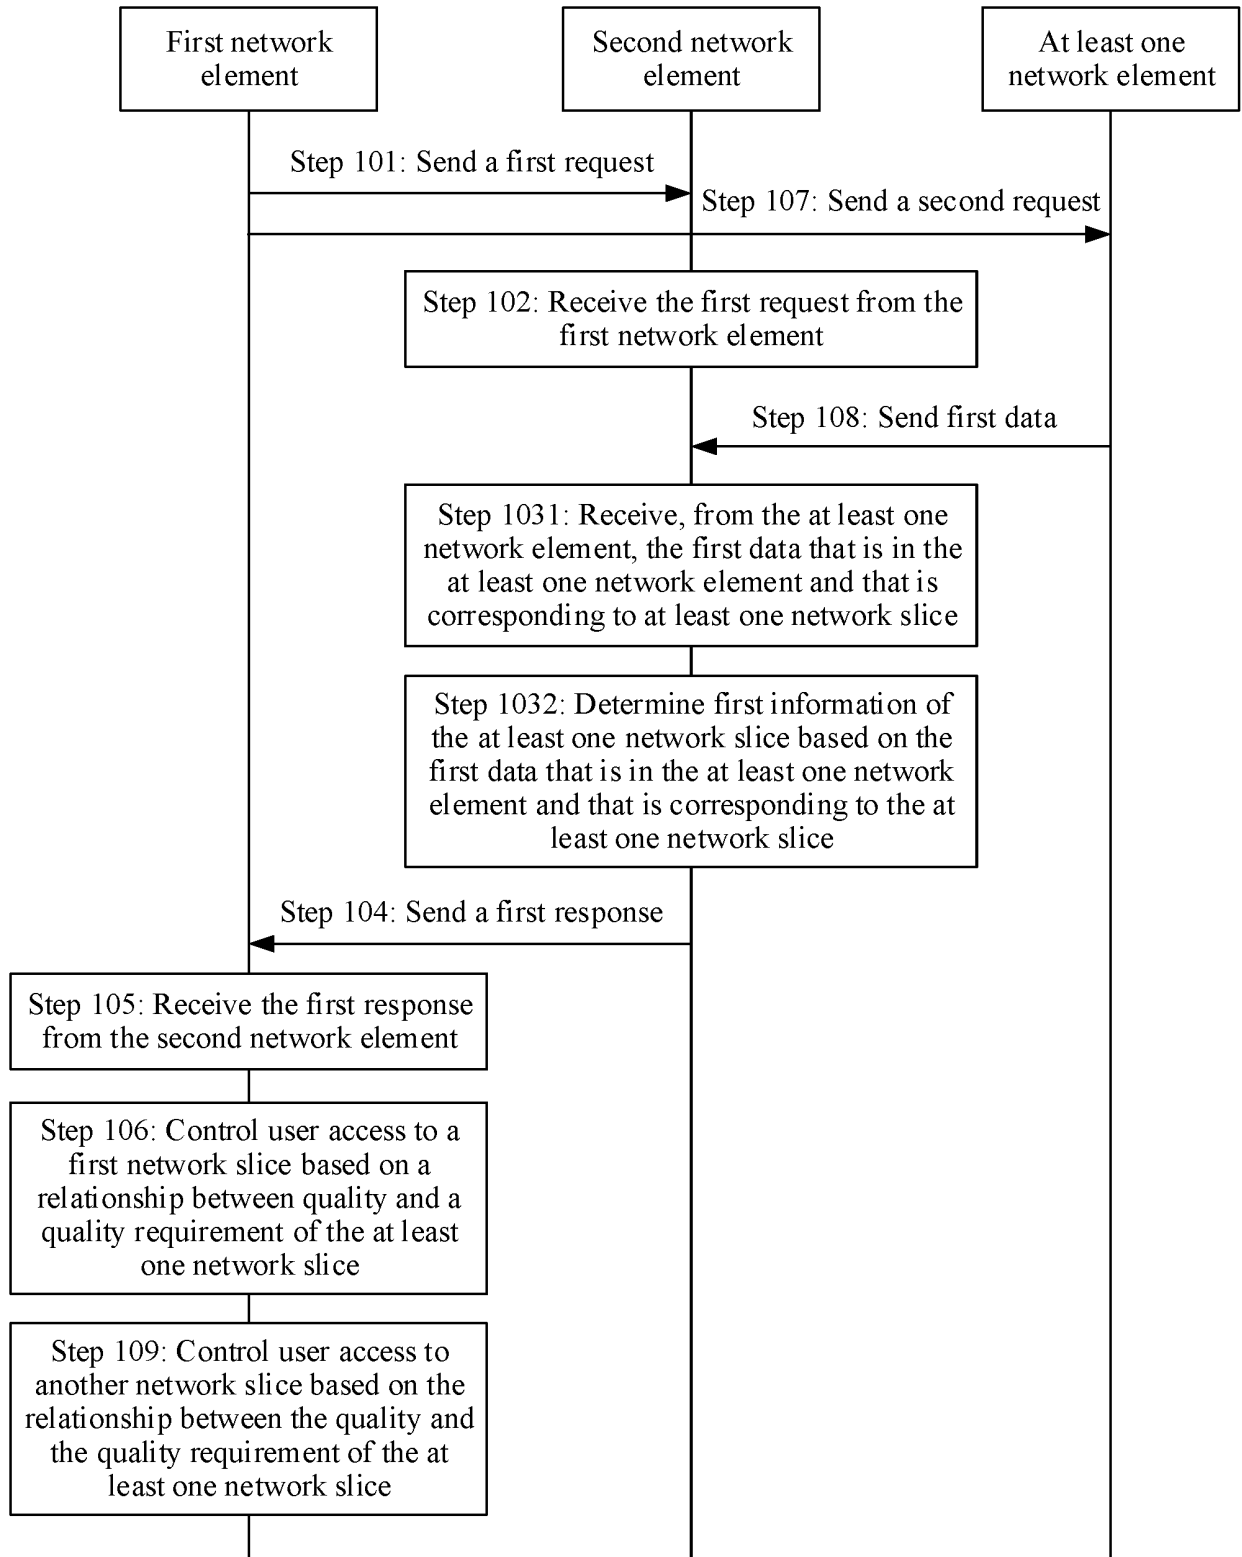 First network
element
Second network
element
At least one
network element
Step 101: Send a first request
Step 107: Send a second request
Step 102: Receive the first request from the
first network element
Step 108: Send first data
Step 1031: Receive, from the at least one
network element, the first data that is in the
at least one network element and that is
corresponding to at least one network slice
Step 1032: Determine first information of
the at least one network slice based on the
first data that is in the at least one network
element and that is corresponding to the at
least one network slice
Step 104: Send a first response
Step 105: Receive the first response
from the second network element
Step 106: Control user access to a
first network slice based on a
relationship between quality and a
quality requirement of the at least
one network slice
Step 109: Control user access to
another network slice based on the
relationship between the quality and
the quality requirement of the at
least one network slice